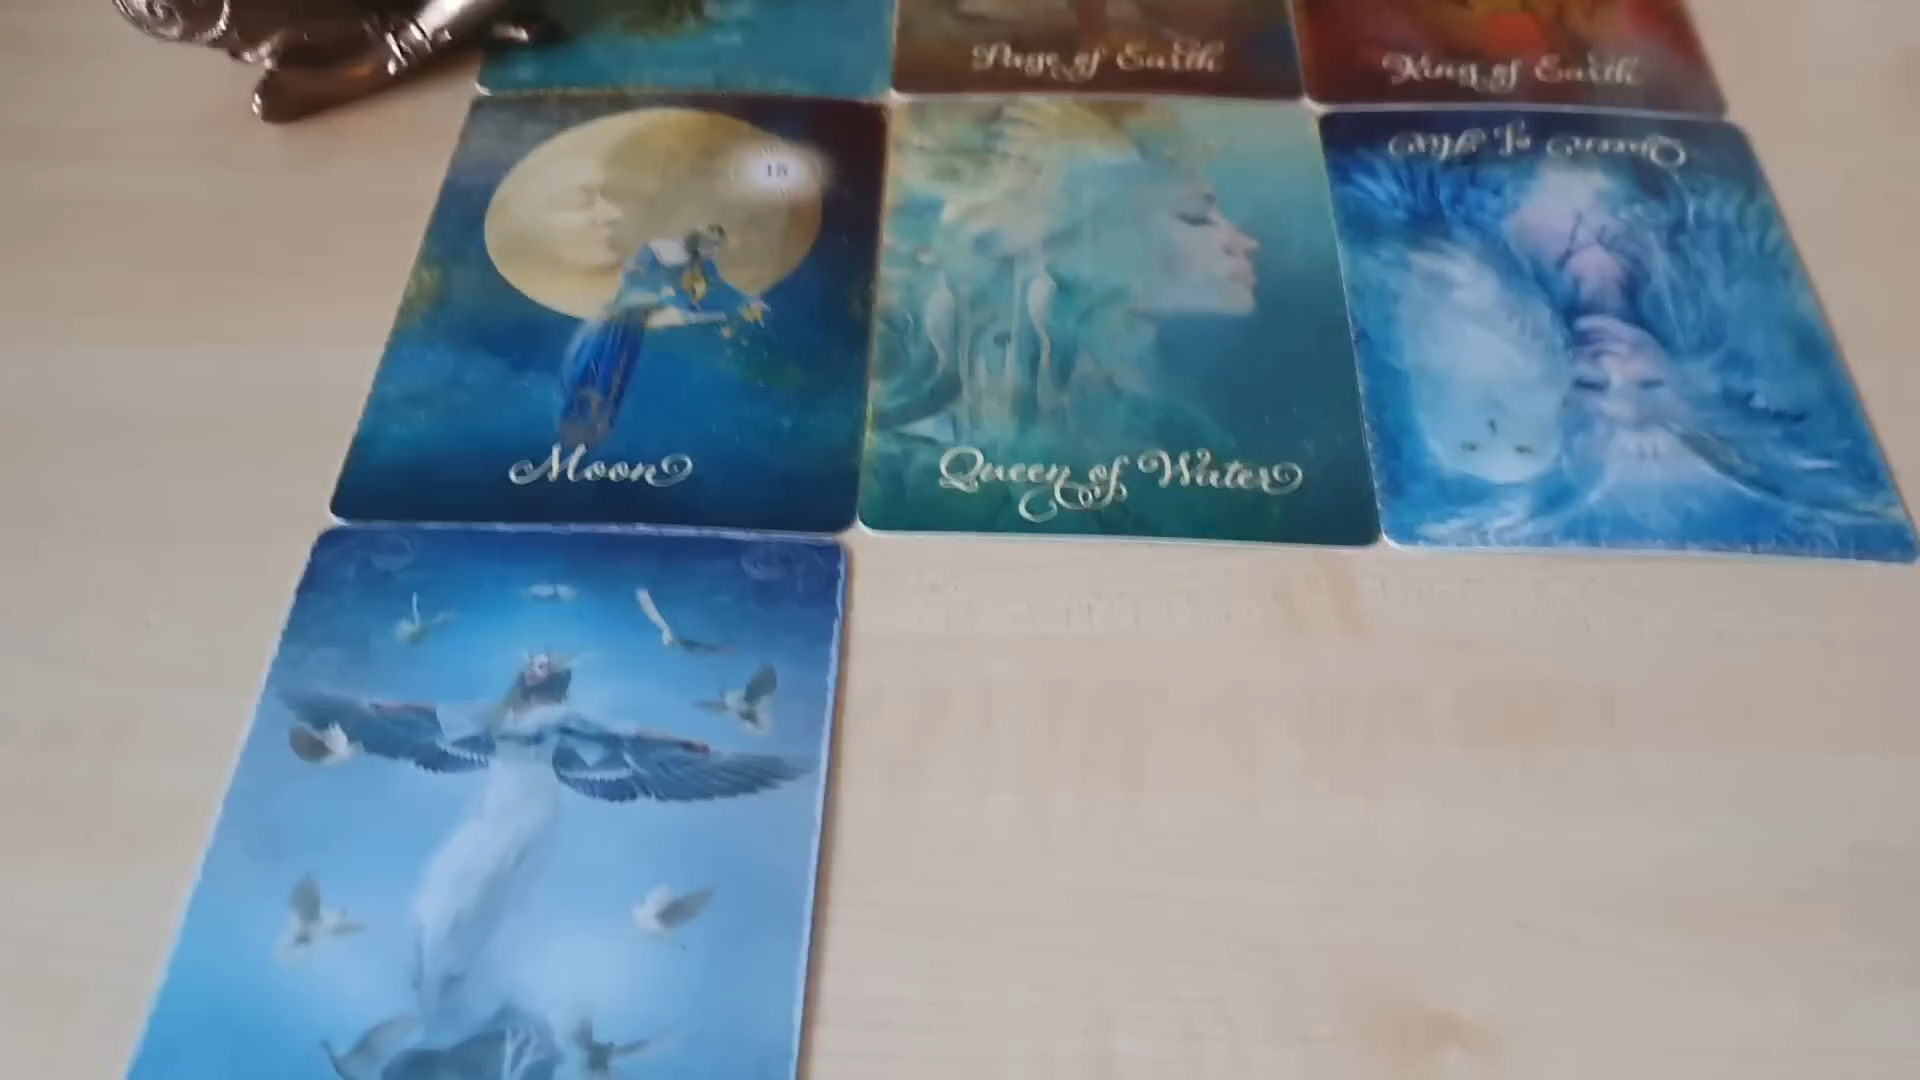 Page of Earth
King of Earth
Queen of Air
18
Moon
Queen of Water